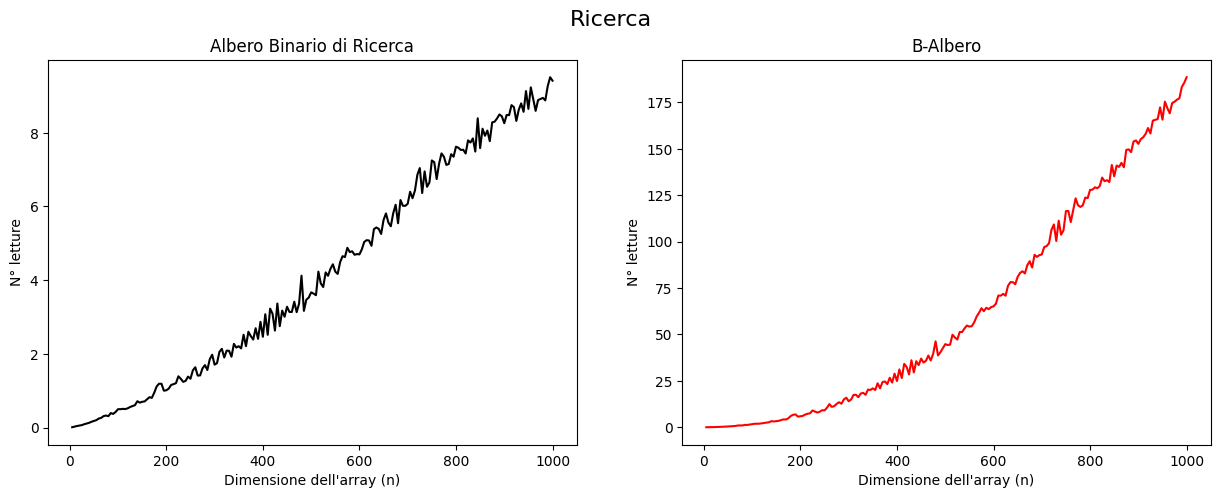 Ricerca
Albero Binario di Ricerca
N° letture
8
6
4
2
0
0 200 400 600 800 1000
Dimensione dell'array (n)
B-Albero
N° letture
175
150
125
100
75
50
25
0
0 200 400 600 800 1000
Dimensione dell'array (n)